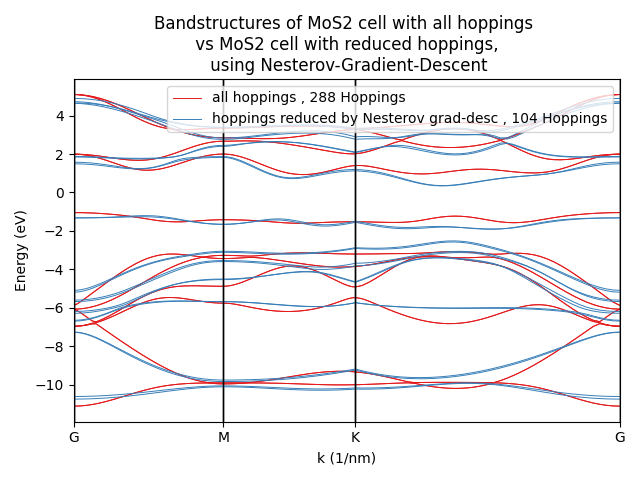 Bandstructures of MoS2 cell with all hoppings
vs MoS2 cell with reduced hoppings,
using Nesterov-Gradient-Descent
all hoppings , 288 Hoppings
hoppings reduced by Nesterov grad-desc , 104 Hoppings
Energy (eV)
4
2
0
−2
−4
−6
−8
−10
G M K G
k (1/nm)